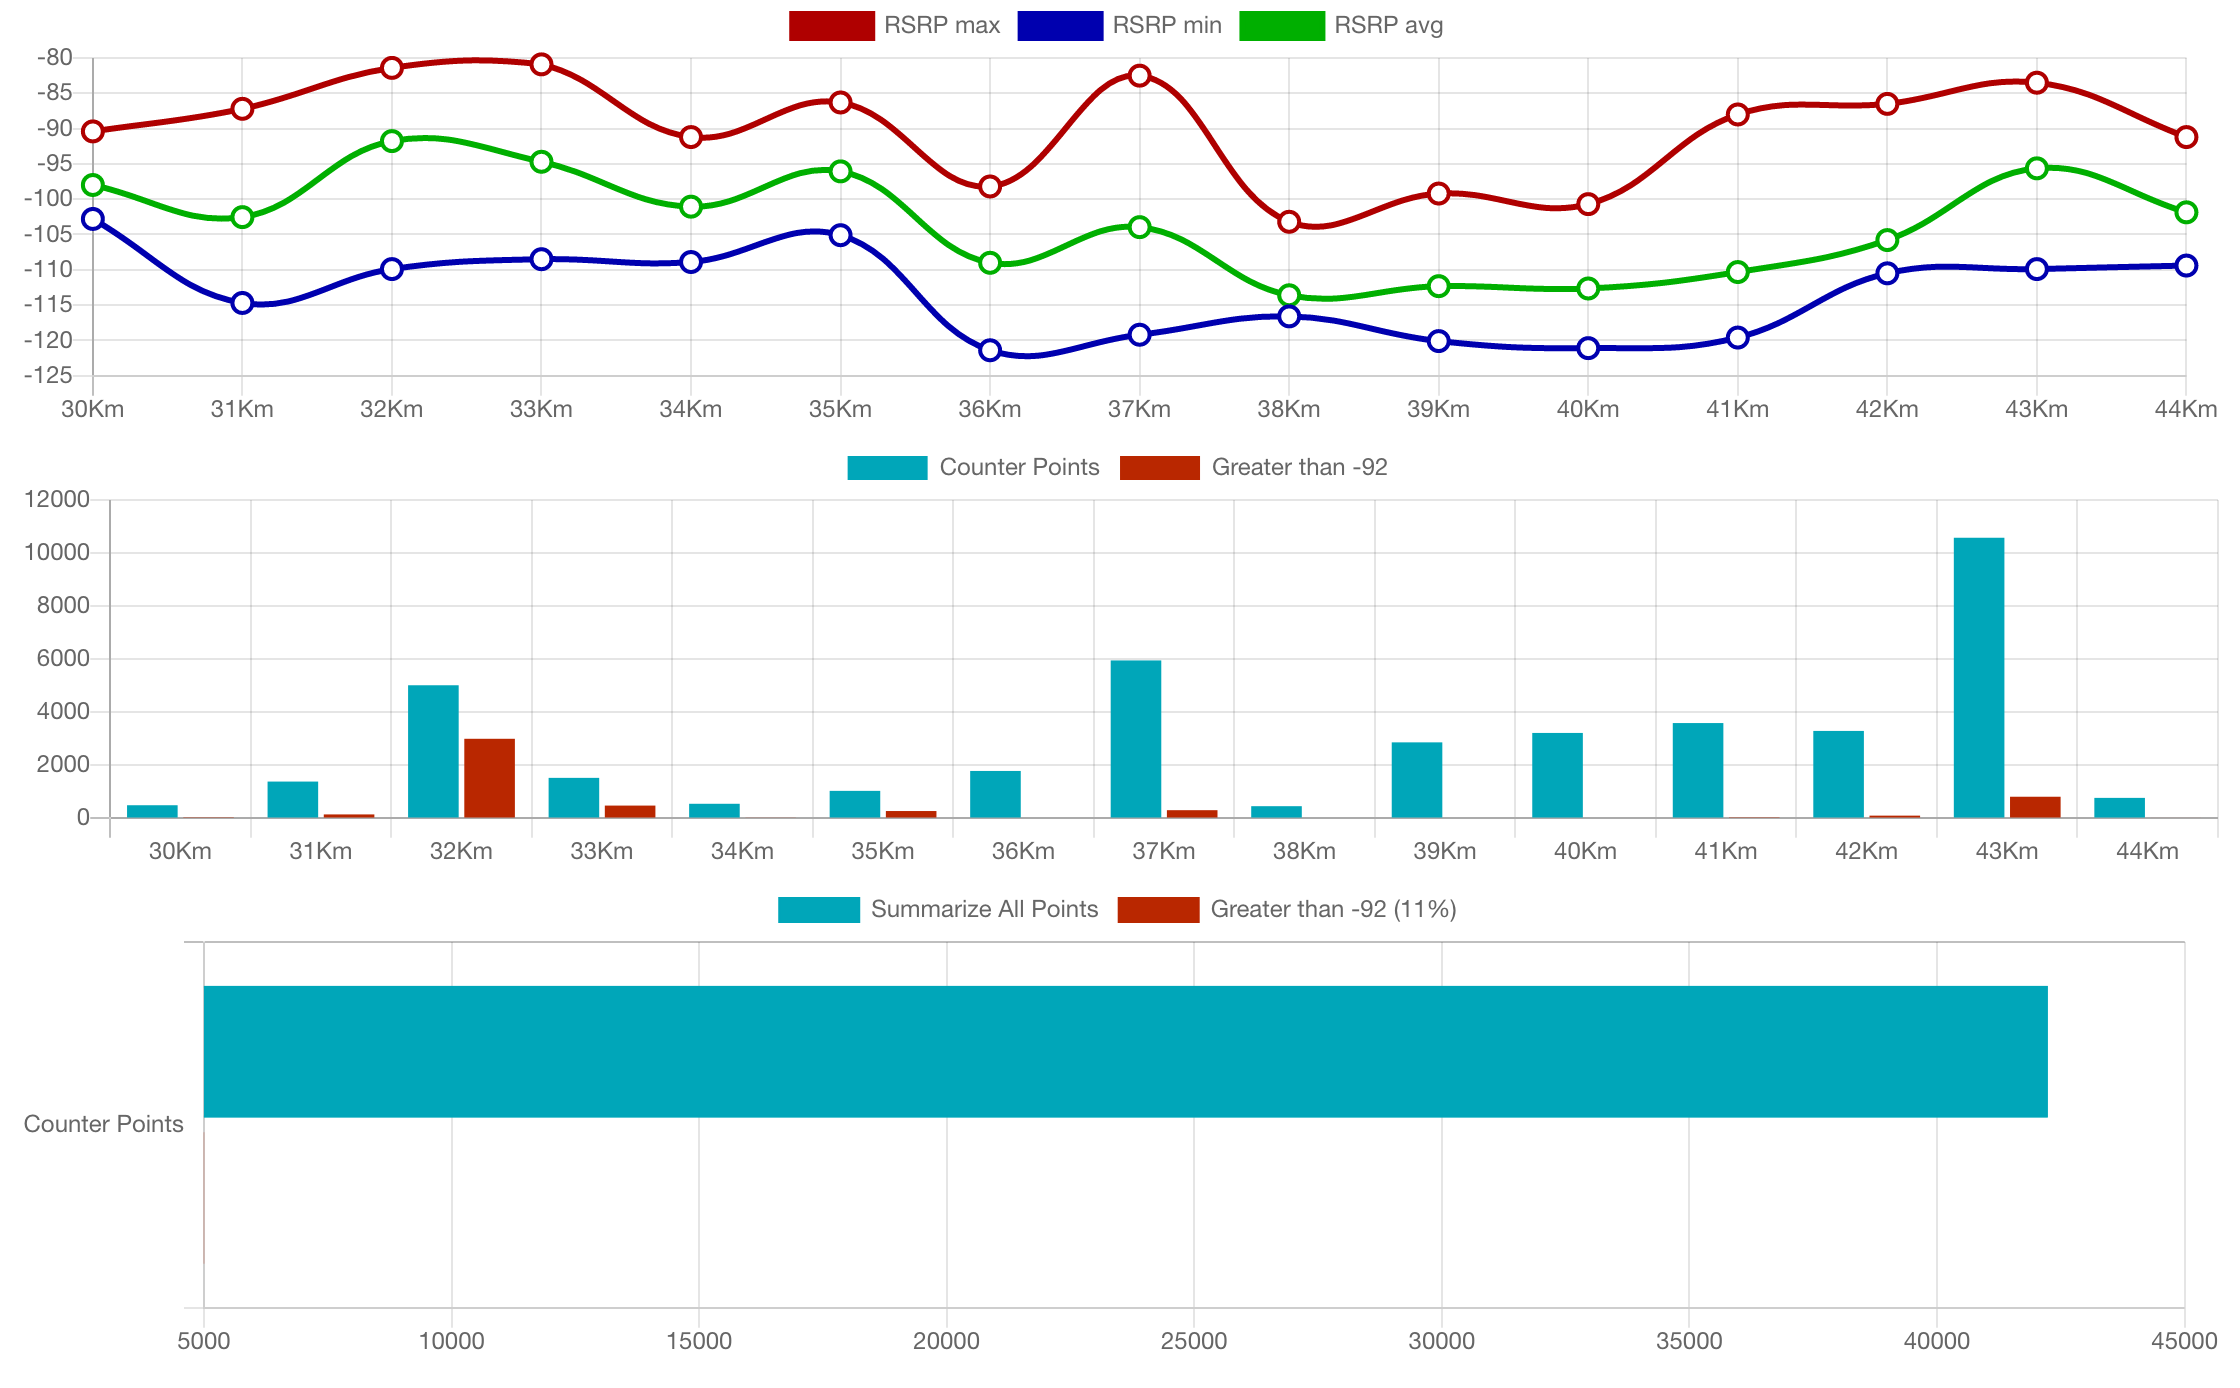 RSRP max RSRP min RSRP avg
-80
-85
-90
-95
-100
-105
-110
-115
-120
-125
30Km 31Km 32Km 33Km 34Km 35Km 36Km 37Km 38Km 39Km 40Km 41Km 42Km 43Km 44Km
Counter Points Greater than -92
12000
10000
8000
6000
4000
2000
0
30Km 31Km 32Km 33Km 34Km 35Km 36Km 37Km 38Km 39Km 40Km 41Km 42Km 43Km 44Km
Summarize All Points Greater than -92 (11%)
Counter Points
5000 10000 15000 20000 25000 30000 35000 40000 45000